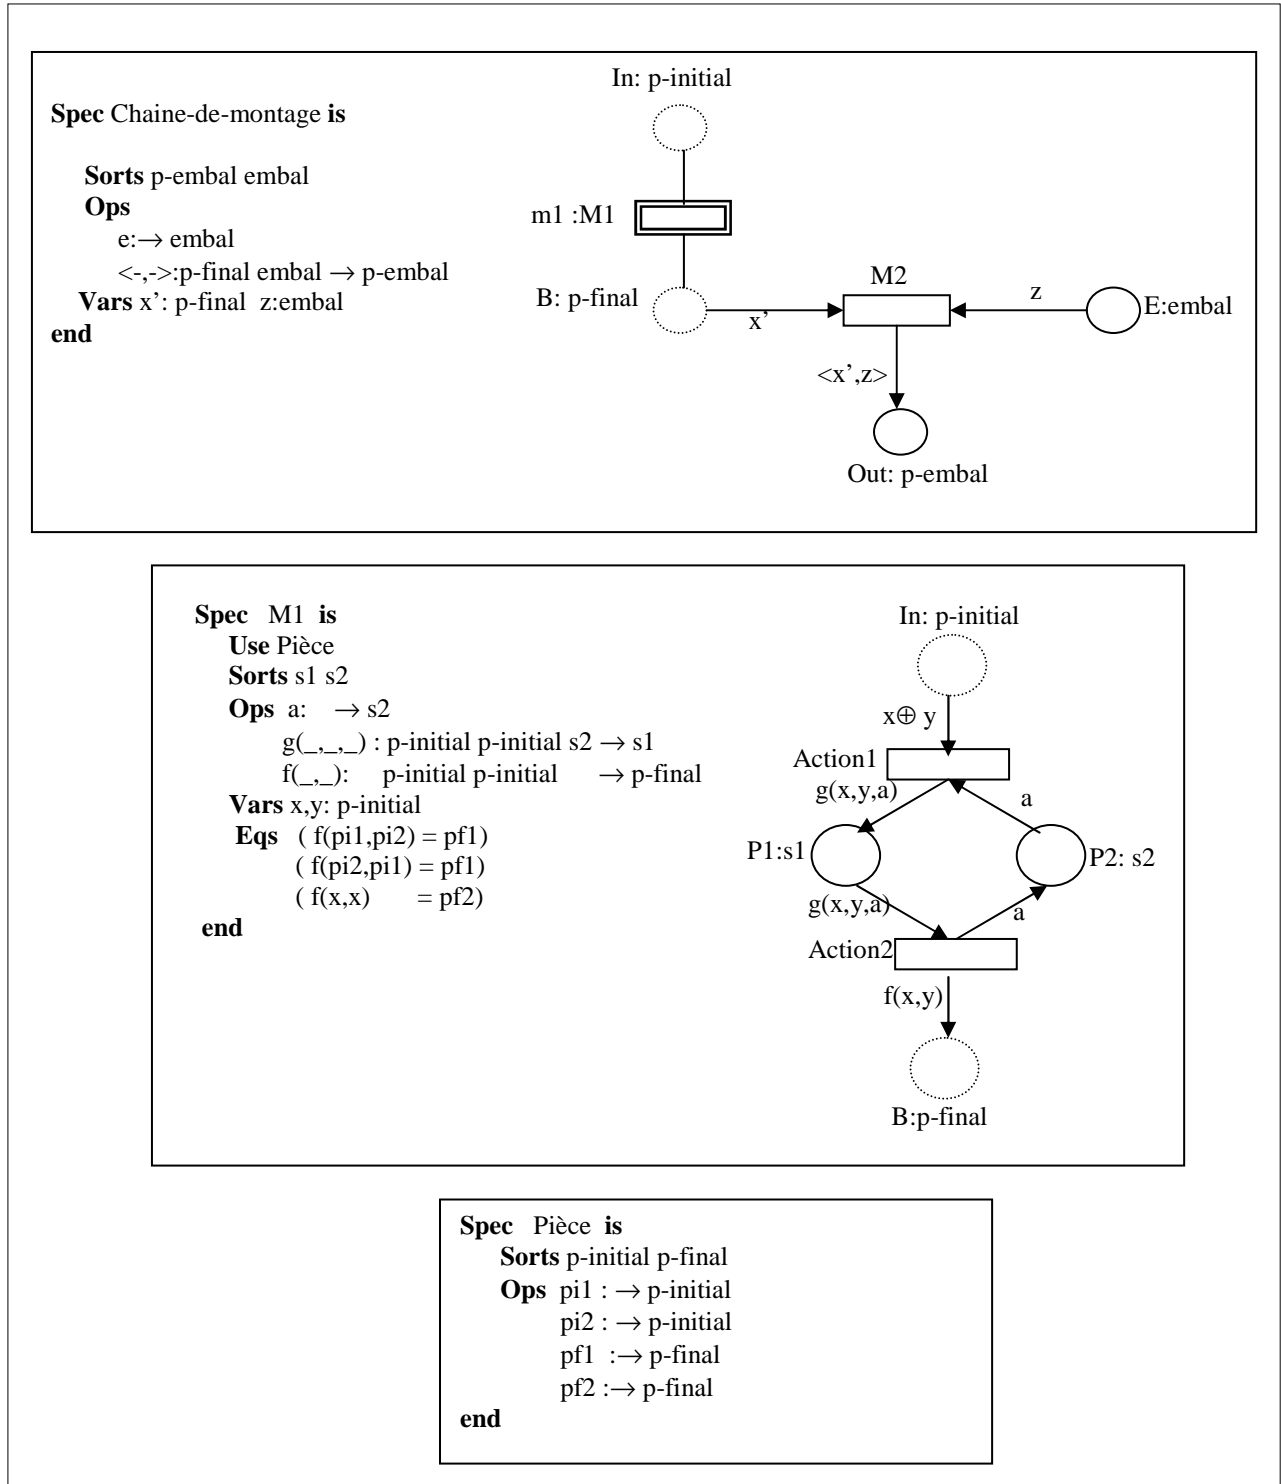 Spec Chaine-de-montage is
Sorts p-embal embal
Ops
e:→ embal
<-,->:p-final embal → p-embal
Vars x’: p-final z:embal
end
In: p-initial
m1 :M1
B: p-final
x’
M2
z
E:embal
<x’,z>
Out: p-embal
Spec M1 is
Use Pièce
Sorts s1 s2
Ops a: → s2
g(_,_,_) : p-initial p-initial s2 → s1
f(_,_): p-initial p-initial → p-final
Vars x,y: p-initial
Eqs ( f(pi1,pi2) = pf1)
( f(pi2,pi1) = pf1)
( f(x,x) = pf2)
end
In: p-initial
x⊕ y
Action1
g(x,y,a)
a
P1:s1
P2: s2
g(x,y,a)
a
Action2
f(x,y)
B:p-final
Spec Pièce is
Sorts p-initial p-final
Ops pi1 : → p-initial
pi2 : → p-initial
pf1 :→ p-final
pf2 :→ p-final
end